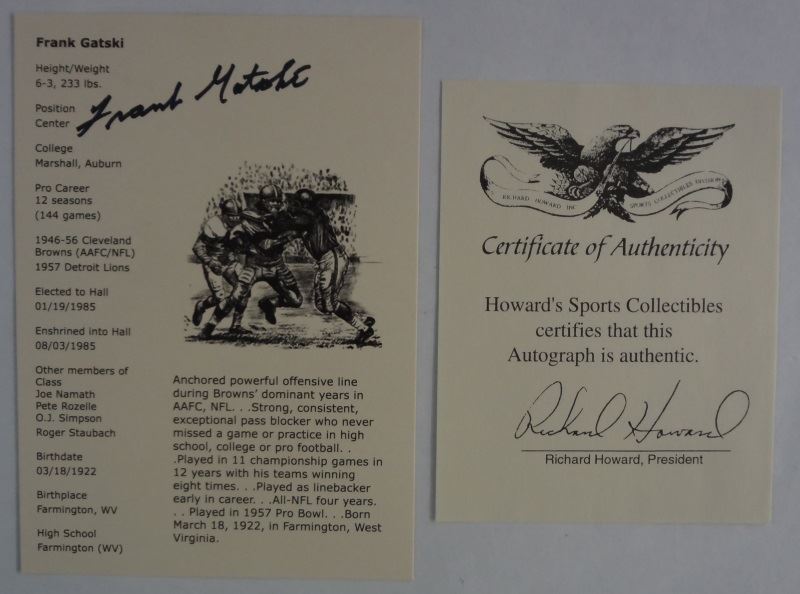 Frank Gatski
Height/Weight
6-3, 233 lbs.
Frank Gatski
Position
Center
College
Marshall, Auburn
Pro Career
12 seasons
(144 games)
1946-56 Cleveland
Browns (AAFC/NFL)
1957 Detroit Lions
Elected to Hall
01/19/1985
Enshrined into Hall
08/03/1985
Other members of
Class
Joe Namath
Pete Rozelle
O.J. Simpson
Roger Staubach
Birthdate
03/18/1922
Birthplace
Farmington, WV
High School
Farmington (WV)
Anchored powerful offensive line
during Browns' dominant years in
AAFC, NFL. . .Strong, consistent,
exceptional pass blocker who never
missed a game or practice in high
school, college or pro football. .
.Played in 11 championship games in
12 years with his teams winning
eight times. . .Played as linebacker
early in career. . .All-NFL four years.
. . Played in 1957 Pro Bowl. . .Born
March 18, 1922, in Farmington, West
Virginia.
RICHARD HOWARD INC
SPORTS COLLECTIBLES DIVISION
Certificate of Authenticity
Howard's Sports Collectibles
certifies that this
Autograph is authentic.
Richard Howard
Richard Howard, President